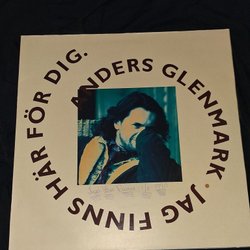 ANDERS GLENMARK · JAG FINNS HÄR FÖR DIG.